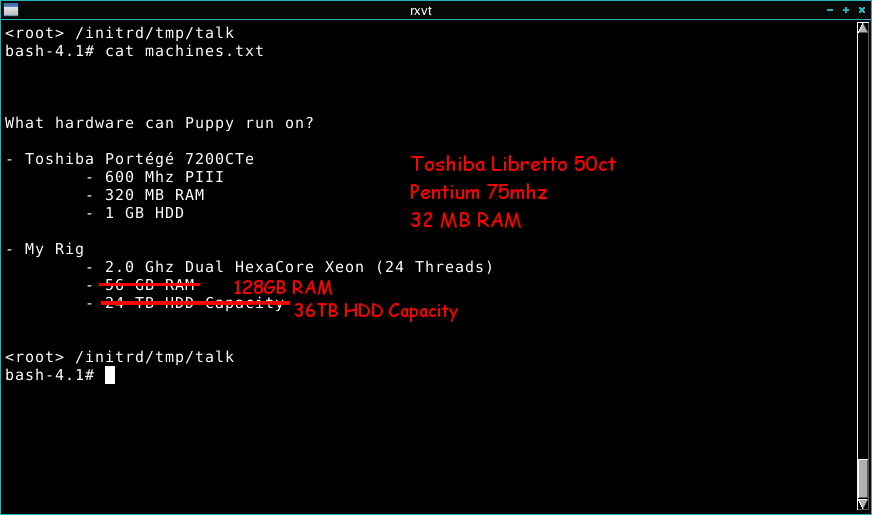 rxvt
<root> /initrd/tmp/talk
bash-4.1# cat machines.txt
What hardware can Puppy run on?
- Toshiba Portégé 7200CTe
- 600 Mhz PIII
- 320 MB RAM
- 1 GB HDD
Toshiba Libretto 50ct
Pentium 75mhz
32 MB RAM
- My Rig
- 2.0 Ghz Dual HexaCore Xeon (24 Threads)
- 56 GB RAM 128GB RAM
- 24 TB HDD Capacity 36TB HDD Capacity
<root> /initrd/tmp/talk
bash-4.1#